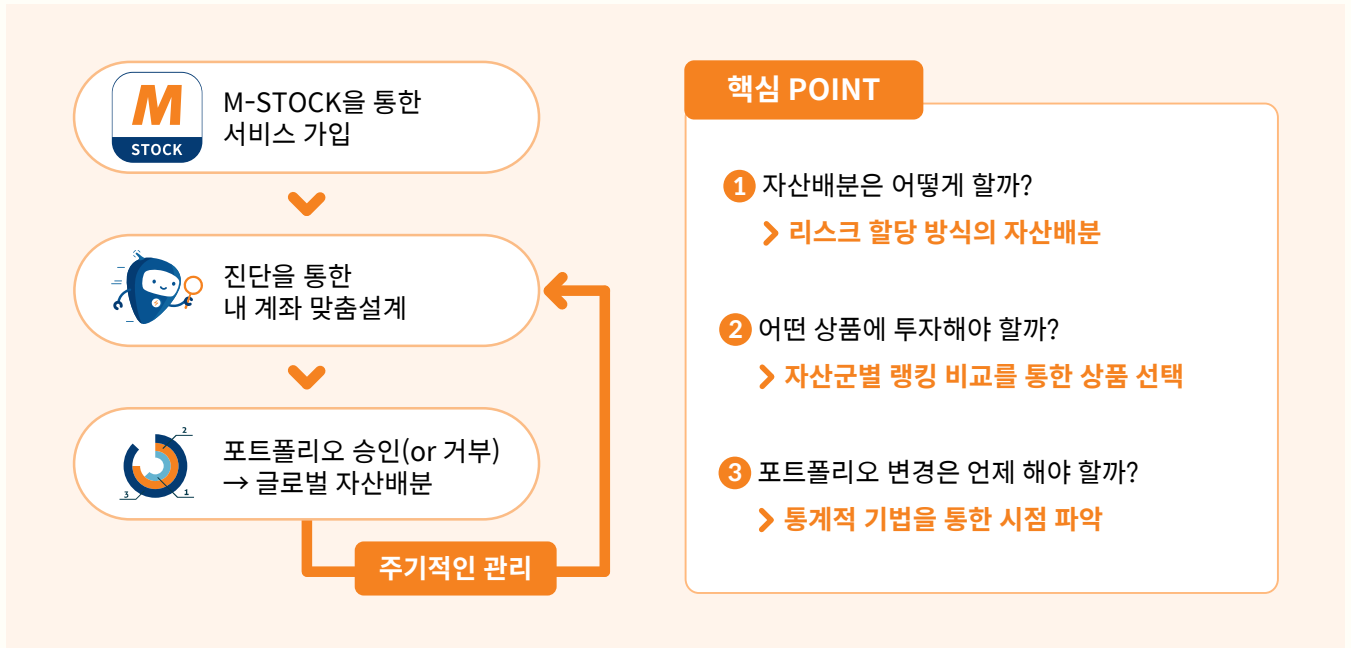 M
STOCK
M-STOCK을 통한
서비스 가입
진단을 통한
내 계좌 맞춤설계
2
3
1
포트폴리오 승인(or 거부)
→ 글로벌 자산배분
주기적인 관리
핵심 POINT
1 자산배분은 어떻게 할까?
리스크 할당 방식의 자산배분
2 어떤 상품에 투자해야 할까?
자산군별 랭킹 비교를 통한 상품 선택
3 포트폴리오 변경은 언제 해야 할까?
통계적 기법을 통한 시점 파악